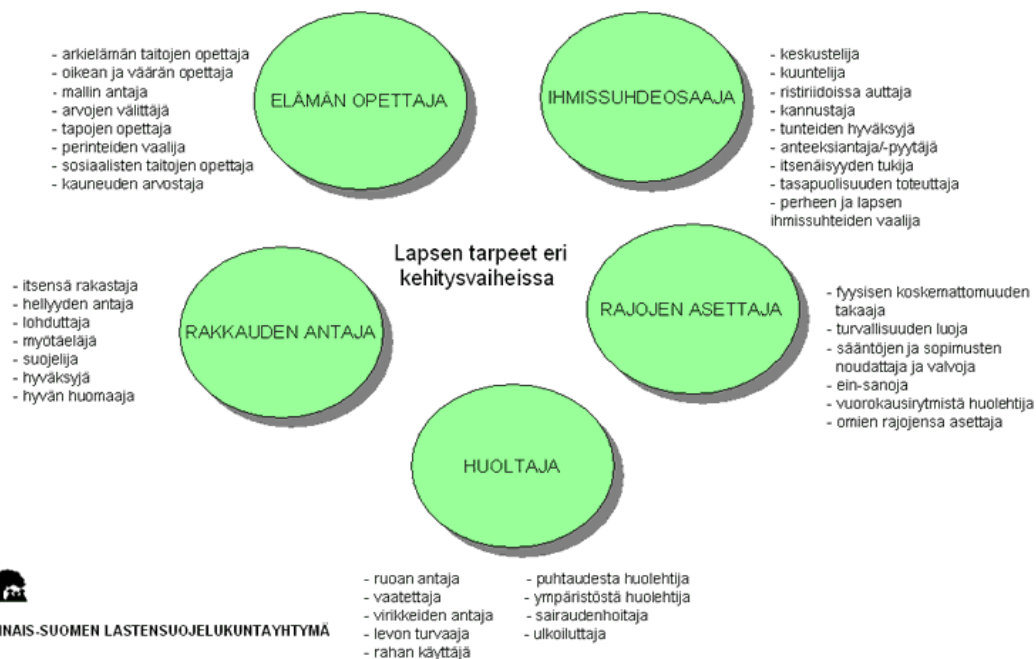 - arkielämän taitojen opettaja
- oikean ja väärän opettaja
- mallin antaja
- arvojen välittäjä
- tapojen opettaja
- perinteiden vaalija
- sosiaalisten taitojen opettaja
- kauneuden arvostaja
ELÄMÄN OPETTAJA
IHMISSUHDEOSAAJA
- keskustelija
- kuuntelija
- ristiriidoissa auttaja
- kannustaja
- tunteiden hyväksyjä
- anteeksiantaja/-pyytäjä
- itsenäisyyden tukija
- tasapuolisuuden toteuttaja
- perheen ja lapsen
ihmissuhteiden vaalija
Lapsen tarpeet eri
kehitysvaiheissa
- itsensä rakastaja
- hellyyden antaja
- lohduttaja
- myötäeläjä
- suojelija
- hyväksyjä
- hyvän huomaaja
RAKKAUDEN ANTAJA
RAJOJEN ASETTAJA
- fyysisen koskemattomuuden
takaaja
- turvallisuuden luoja
- sääntöjen ja sopimusten
noudattaja ja valvoja
- ein-sanoja
- vuorokausirytmistä huolehtija
- omien rajojensa asettaja
HUOLTAJA
- ruoan antaja
- vaatettaja
- virikkeiden antaja
- levon turvaaja
- rahan käyttäjä
- puhtaudesta huolehtija
- ympäristöstä huolehtija
- sairaudenhoitaja
- ulkoiluttaja
INAIS-SUOMEN LASTENSUOJELUKUNTAYHTYMÄ